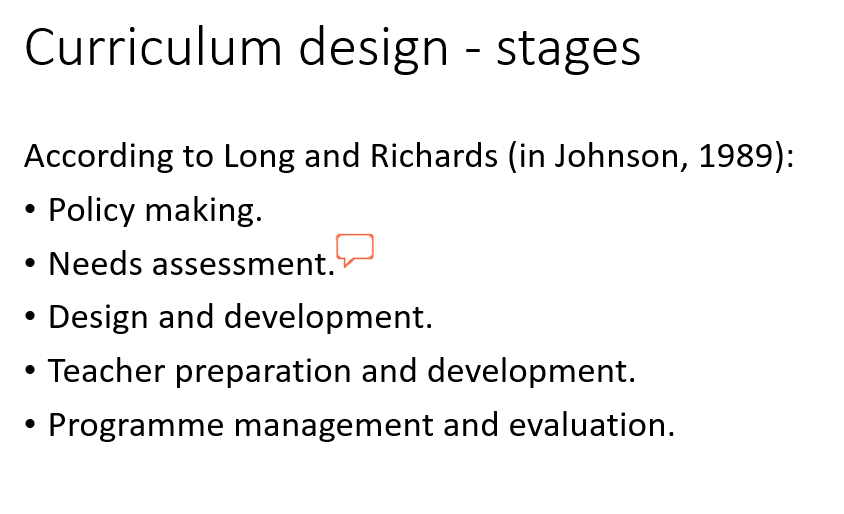 Curriculum design - stages
According to Long and Richards (in Johnson, 1989):
• Policy making.
• Needs assessment.
• Design and development.
• Teacher preparation and development.
• Programme management and evaluation.